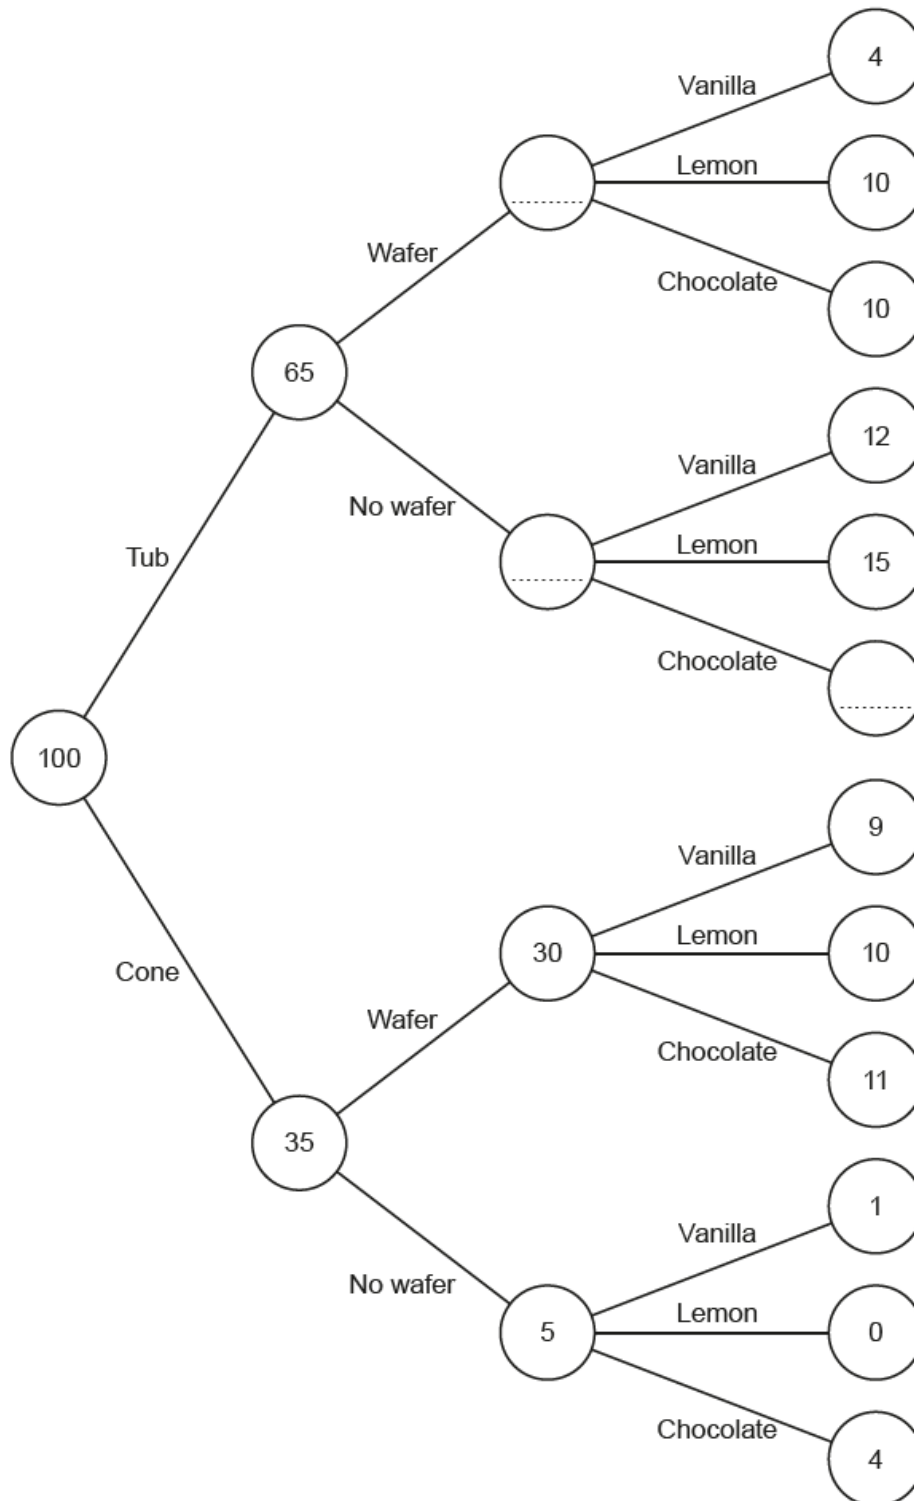 4
Vanilla
Lemon
10
Wafer
Chocolate
10
65
12
Vanilla
No wafer
Lemon
15
Tub
Chocolate
100
9
Vanilla
Lemon
30
10
Cone
Wafer
Chocolate
11
35
1
Vanilla
No wafer
Lemon
5
0
Chocolate
4